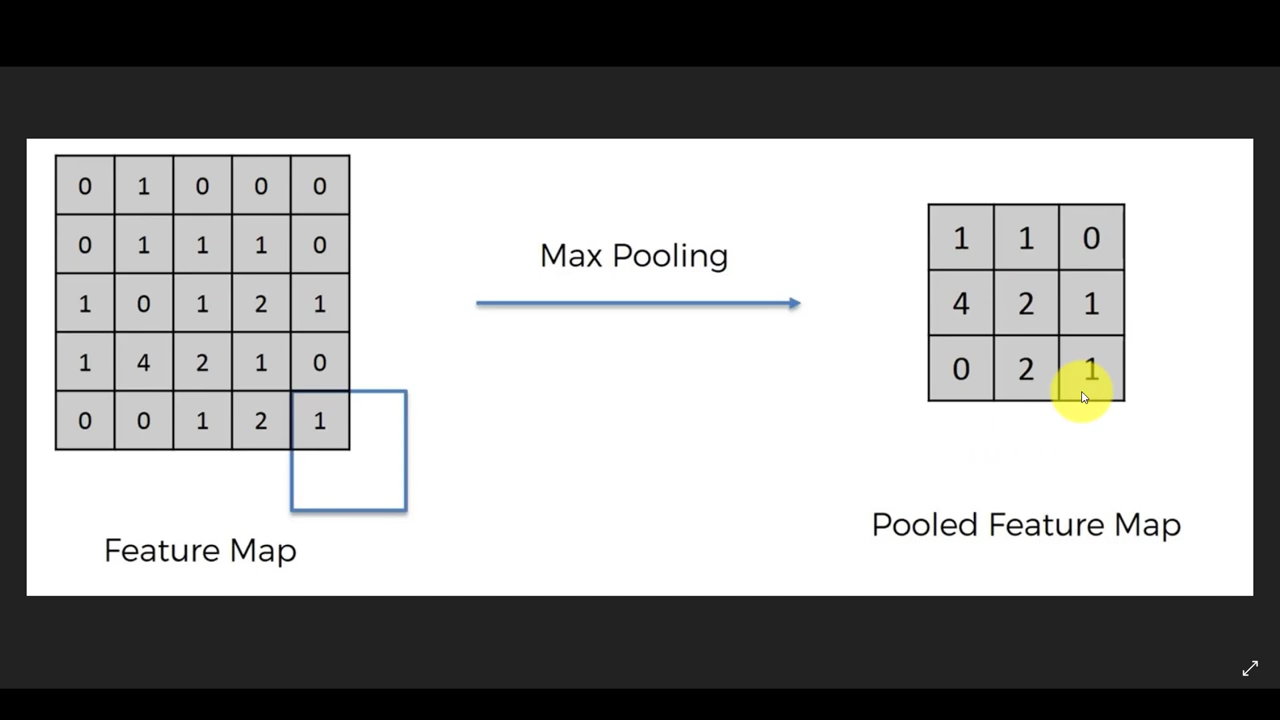 0 1 0 0 0
0 1 1 1 0
1 0 1 2 1
1 4 2 1 0
0 0 1 2 1
Feature Map
Max Pooling
1 1 0
4 2 1
0 2 1
Pooled Feature Map